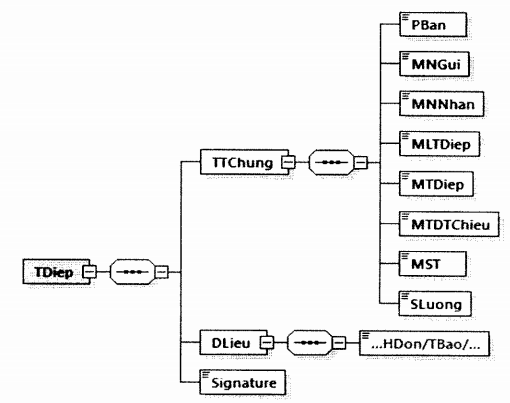 PBan
MNGui
MNNhan
MLTDiep
TTChung
MTDiep
MTDTChieu
MST
TDiep
SLuong
DLieu
...HDon/TBao/...
Signature